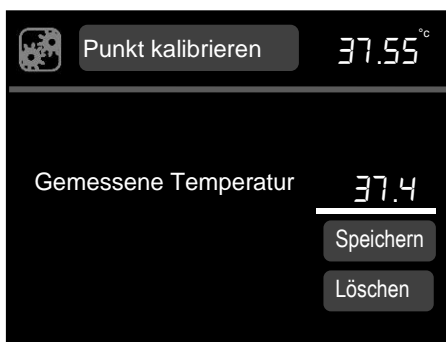 Punkt kalibrieren 37.55°c
Gemessene Temperatur 37.4
Speichern
Löschen